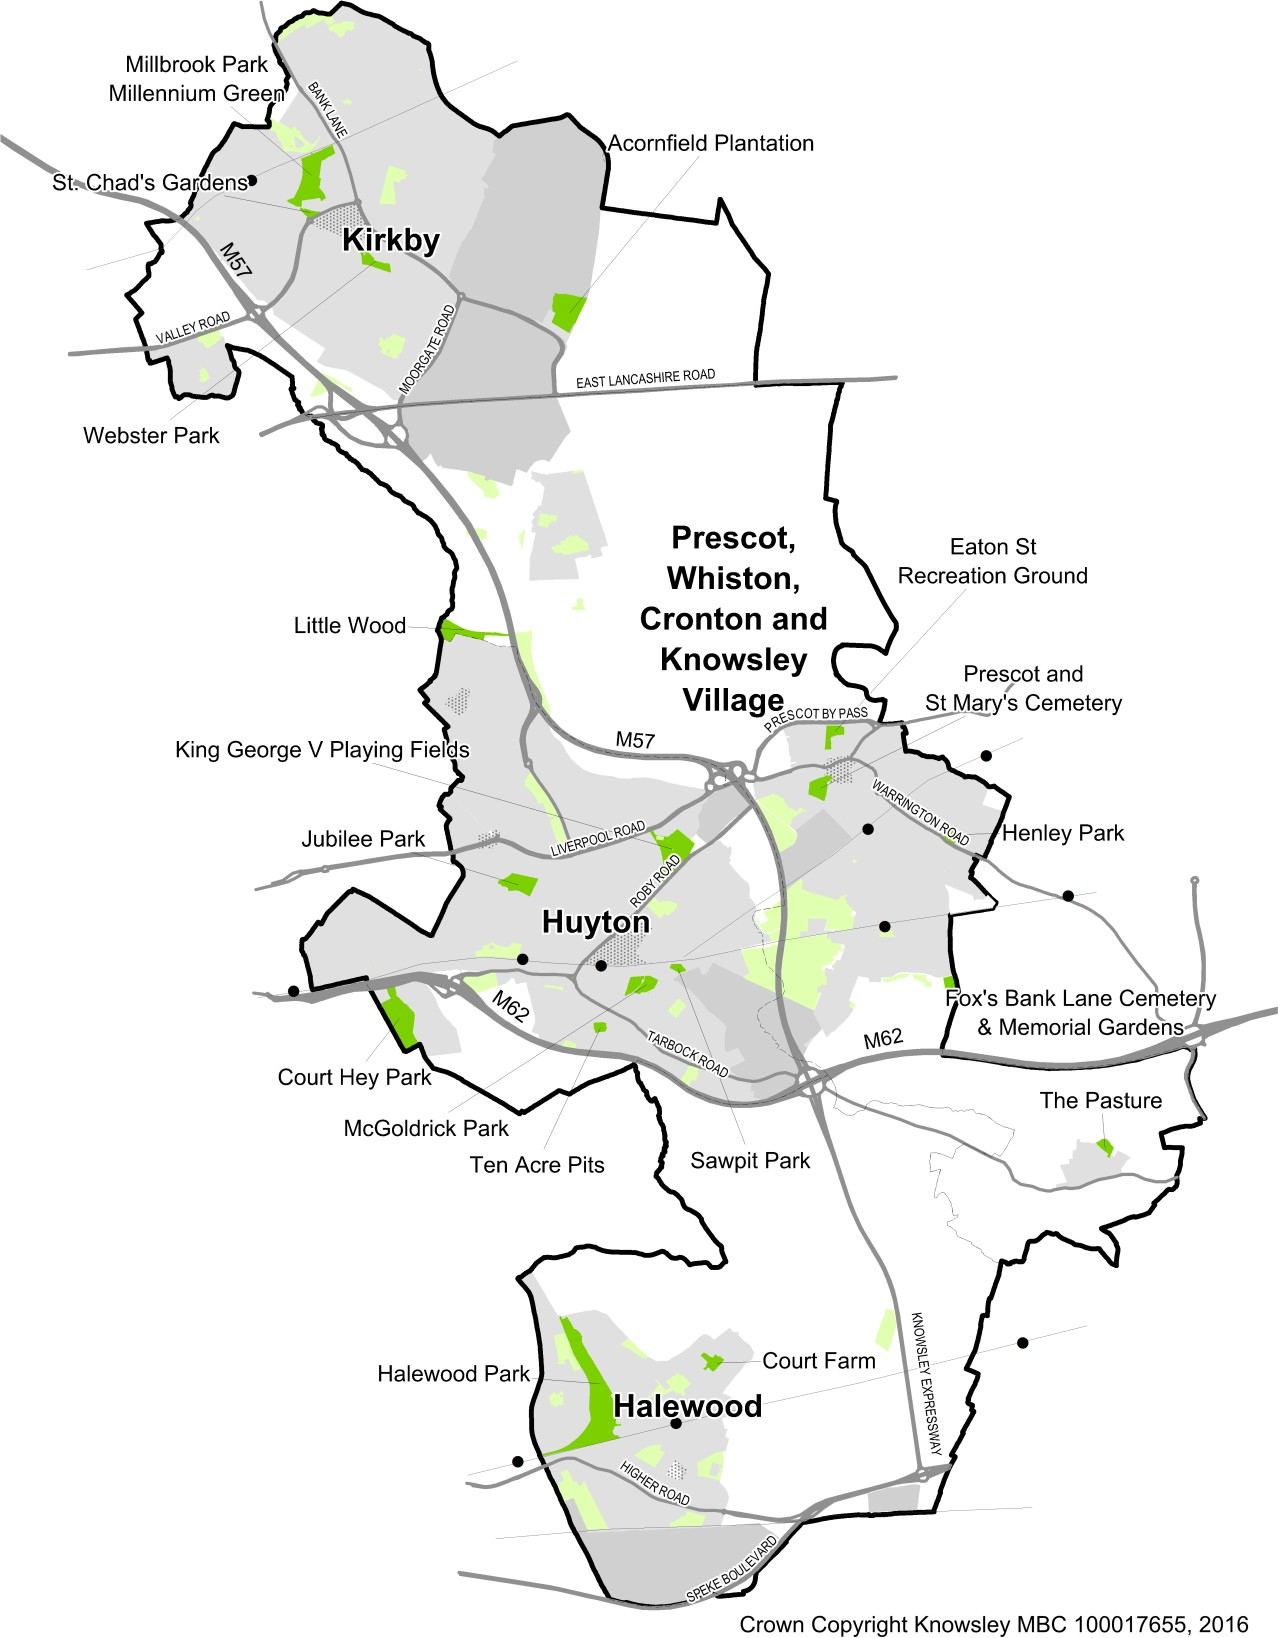 Millbrook Park
Millennium Green
BANK LANE
Acornfield Plantation
St. Chad's Gardens
Kirkby
M57
VALLEY ROAD
MOORGATE ROAD
EAST LANCASHIRE ROAD
Webster Park
Prescot,
Whiston,
Cronton and
Knowsley
Village
Eaton St
Recreation Ground
Little Wood
Prescot and
St Mary's Cemetery
PRESCOT BY PASS
M57
King George V Playing Fields
WARRINGTON ROAD
Jubilee Park
LIVERPOOL ROAD
Henley Park
ROBY ROAD
Huyton
M62
Fox's Bank Lane Cemetery
& Memorial Gardens
M62
TARBOCK ROAD
Court Hey Park
The Pasture
McGoldrick Park
Ten Acre Pits
Sawpit Park
KNOWSLEY EXPRESSWAY
Halewood Park
Court Farm
Halewood
HIGHER ROAD
SPEKE BOULEVARD
Crown Copyright Knowsley MBC 100017655, 2016